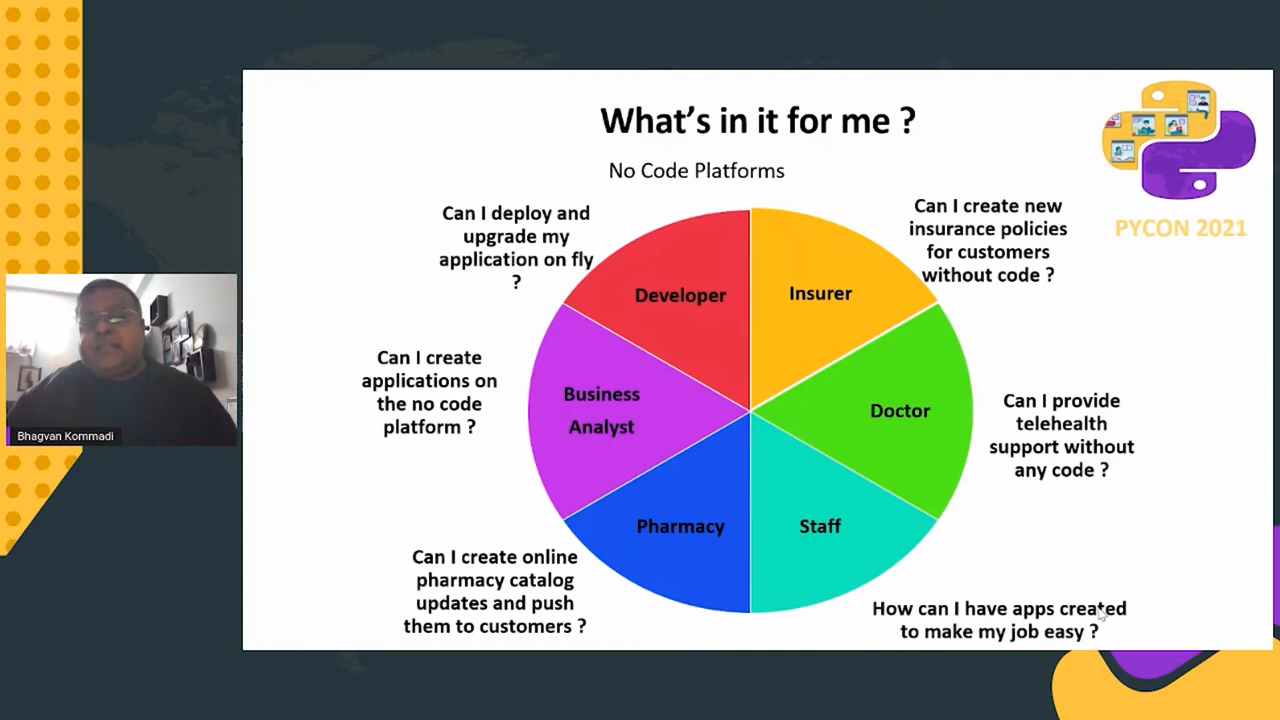 What's in it for me ?
No Code Platforms
PYCON 2021
Can I deploy and
upgrade my
application on fly
?
Can I create new
insurance policies
for customers
without code ?
Developer
Insurer
Can I create
applications on
the no code
platform ?
Business
Analyst
Doctor
Can I provide
telehealth
support without
any code ?
Pharmacy
Staff
Can I create online
pharmacy catalog
updates and push
them to customers ?
How can I have apps created
to make my job easy ?
Bhagvan Kommadi